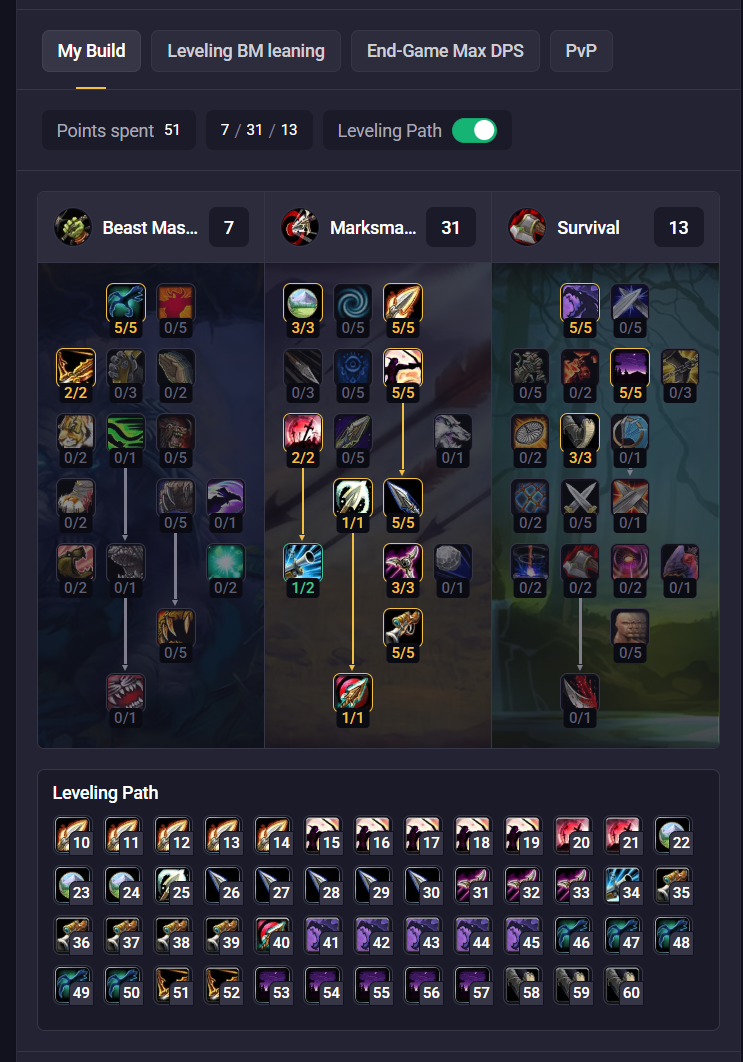 My Build Leveling BM leaning End-Game Max DPS PvP
Points spent 51 7 / 31 / 13 Leveling Path
Beast Mas... 7 Marksma... 31 Survival 13
5/5 0/5 3/3 0/5 5/5 5/5 0/5
2/2 0/3 0/2 0/3 0/5 5/5 0/5 0/2 5/5 0/3
0/2 0/1 0/5 2/2 0/5 0/1 0/2 3/3 0/1
0/2 0/5 0/1 1/1 5/5 0/2 0/5 0/1
0/2 0/1 0/2 1/2 3/3 0/1 0/2 0/2 0/2 0/1
0/5 5/5 0/5
0/1 1/1 0/1
Leveling Path
10 11 12 13 14 15 16 17 18 19 20 21 22
23 24 25 26 27 28 29 30 31 32 33 34 35
36 37 38 39 40 41 42 43 44 45 46 47 48
49 50 51 52 53 54 55 56 57 58 59 60